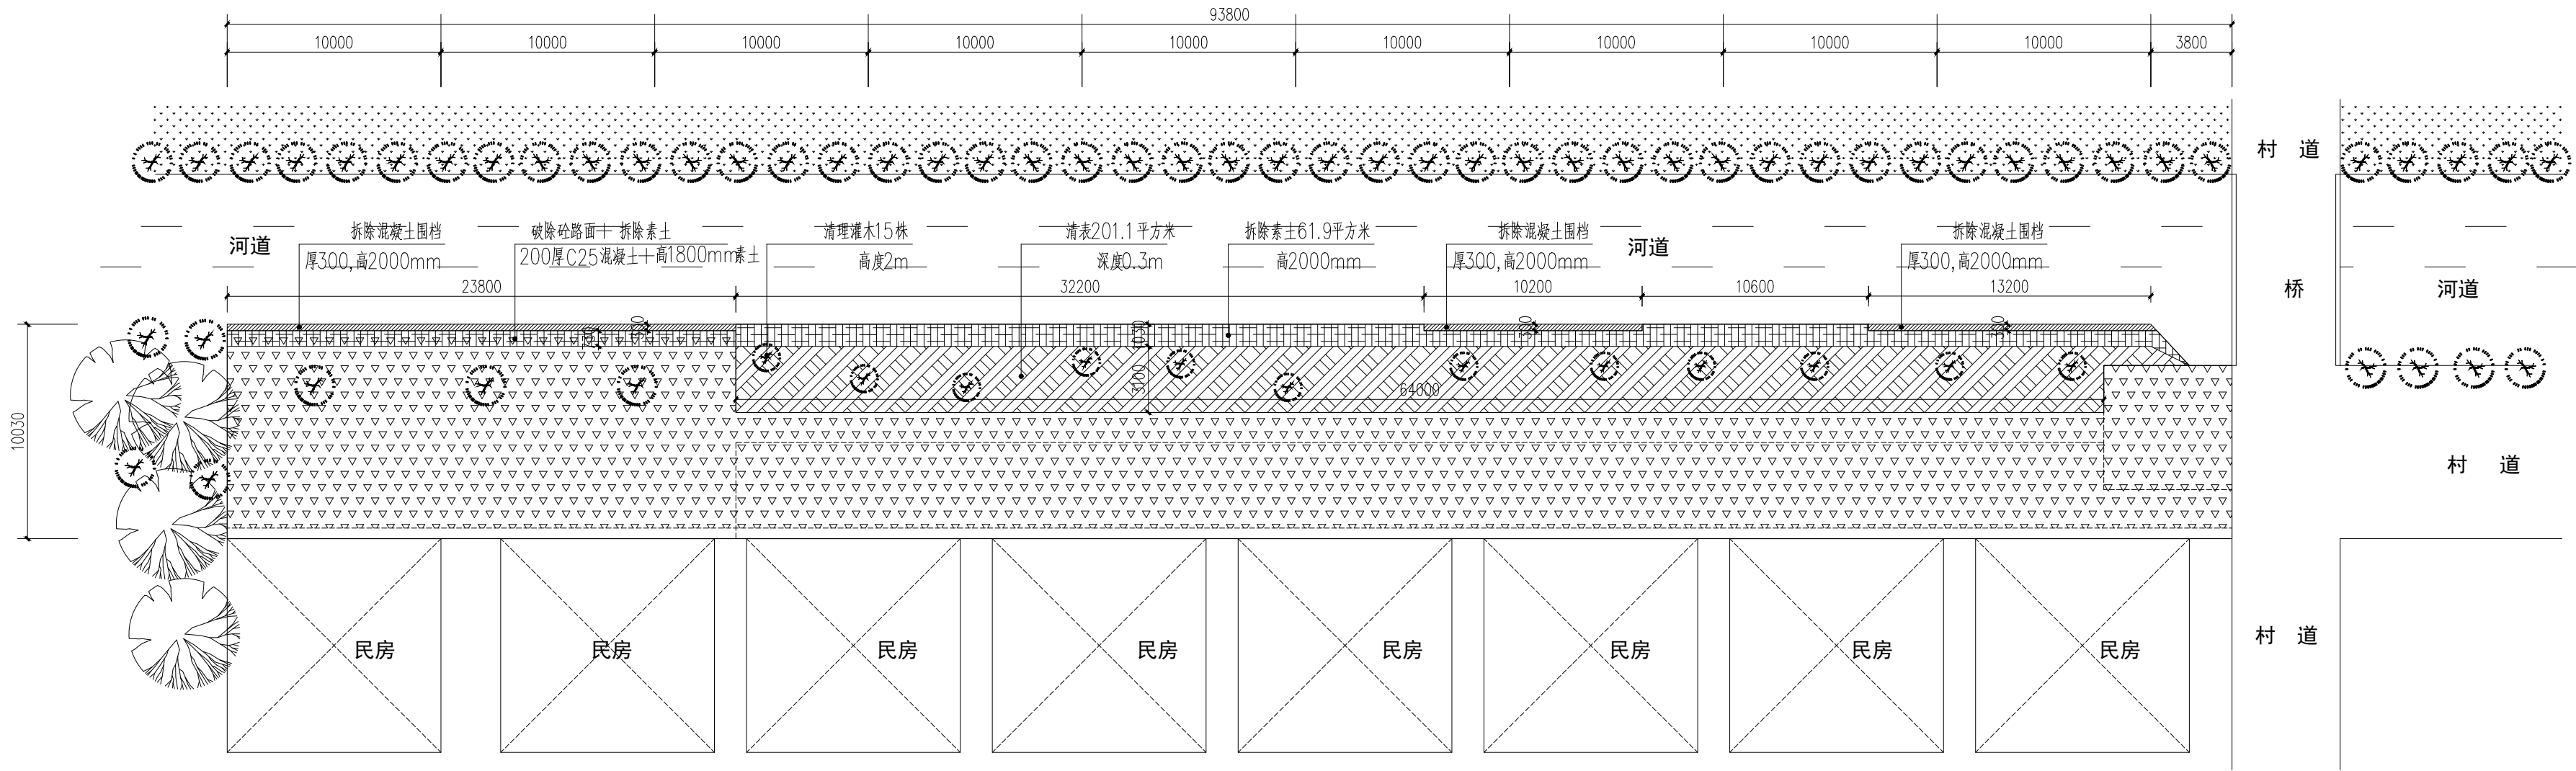 93800
10000 10000 10000 10000 10000 10000 10000 10000 10000 3800
村 道
河道
拆除混凝土围档
厚300,高2000mm
破除砼路面+ 拆除素土
200厚C25混凝土+高1800mm素土
清理灌木15株
高度2m
清表201.1平方米
深度0.3m
拆除素土61.9平方米
高2000mm
拆除混凝土围档
厚300,高2000mm
河道
拆除混凝土围档
厚300,高2000mm
桥
河道
23800 32200 10200 10600 13200
300
1030
300
300
3100
64000
10030
村 道
民房 民房 民房 民房 民房 民房 民房 民房
村 道